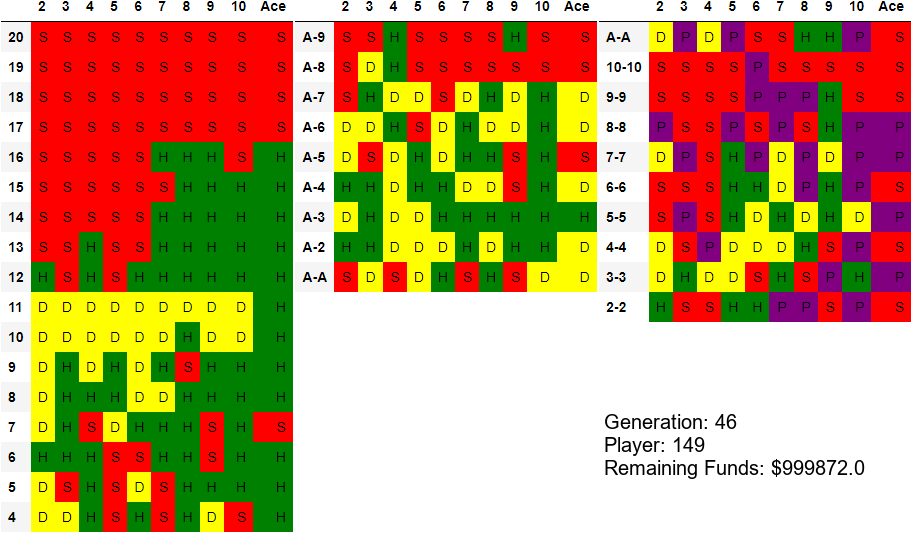 2 3 4 5 6 7 8 9 10 Ace
20 S S S S S S S S S S
19 S S S S S S S S S S
18 S S S S S S S S S S
17 S S S S S S S S S S
16 S S S S S H H H S H
15 S S S S S S H H H H
14 S S S S S H H H H H
13 S S H S S H H H H H
12 H S H S H H H H H H
11 D D D D D D D D D H
10 D D D D D D H D D H
9 D H D H D H S H H H
8 D H H H D D H H H H
7 D H S D H H H S H S
6 H H H S S H H S H H
5 D S H S D S H H H H
4 D D H S H S H D S H
2 3 4 5 6 7 8 9 10 Ace
A-9 S S H S S S S H S S
A-8 S D H S S S S S S S
A-7 S H D D S D H D H D
A-6 D D H S D H D D H D
A-5 D S D H D H H S H S
A-4 H H D H H D D S H D
A-3 D H D D H H H H H H
A-2 H H D D D H D H H D
A-A S D S D H S H S D D
2 3 4 5 6 7 8 9 10 Ace
A-A D P D P S S H H P S
10-10 S S S S P S S S S S
9-9 S S S S P P P H S S
8-8 P S S P S P S H P P
7-7 D P S H P D P D P P
6-6 S S S H H D P H P S
5-5 S P S H D H D H D P
4-4 D S P D D D H S P S
3-3 D H D D S H S P H P
2-2 H S S H H P P S P S
Generation: 46
Player: 149
Remaining Funds: $999872.0